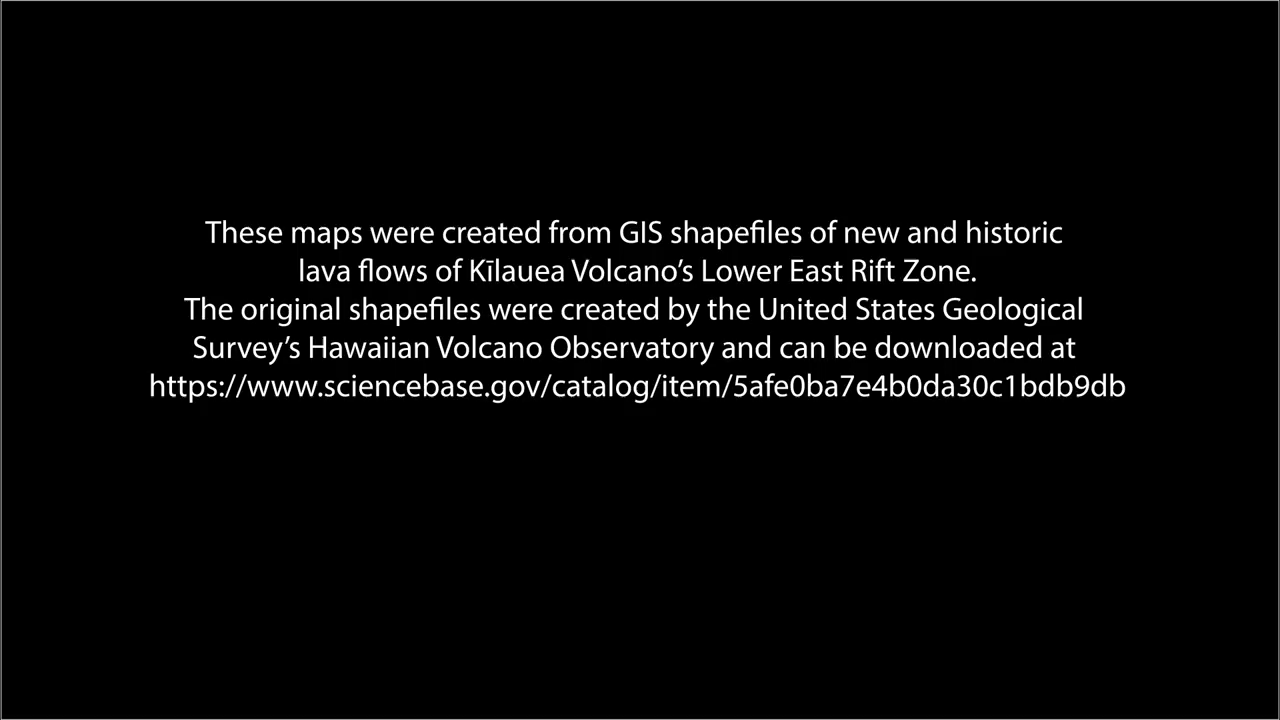 These maps were created from GIS shapefiles of new and historic
lava flows of Kīlauea Volcano’s Lower East Rift Zone.
The original shapefiles were created by the United States Geological
Survey’s Hawaiian Volcano Observatory and can be downloaded at
https://www.sciencebase.gov/catalog/item/5afe0ba7e4b0da30c1bdb9db